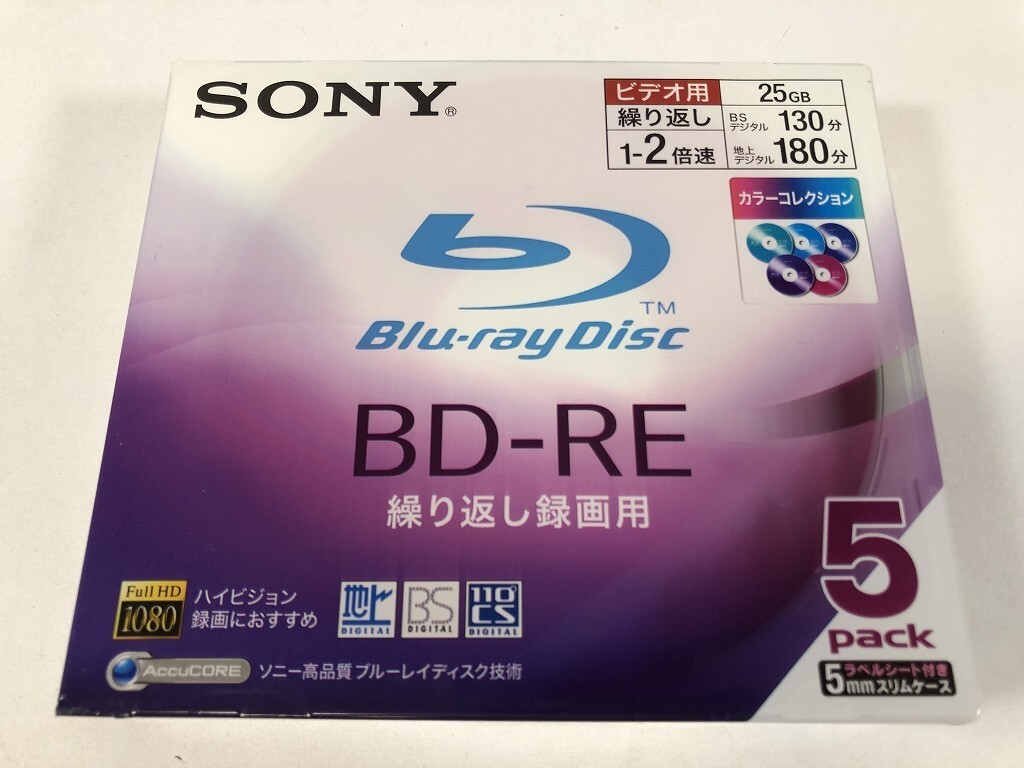 SONY®
ビデオ用
繰り返し
1-2倍速
25GB
BSデジタル 130分
地上デジタル 180分
カラーコレクション
TM
Blu-ray Disc
BD-RE
繰り返し録画用
Full HD
1080
ハイビジョン
録画におすすめ
地上
DIGITAL
BS
DIGITAL
110°
CS
DIGITAL
AccuCORE
ソニー高品質ブルーレイディスク技術
5
pack
ラベルシート付き
5mmスリムケース